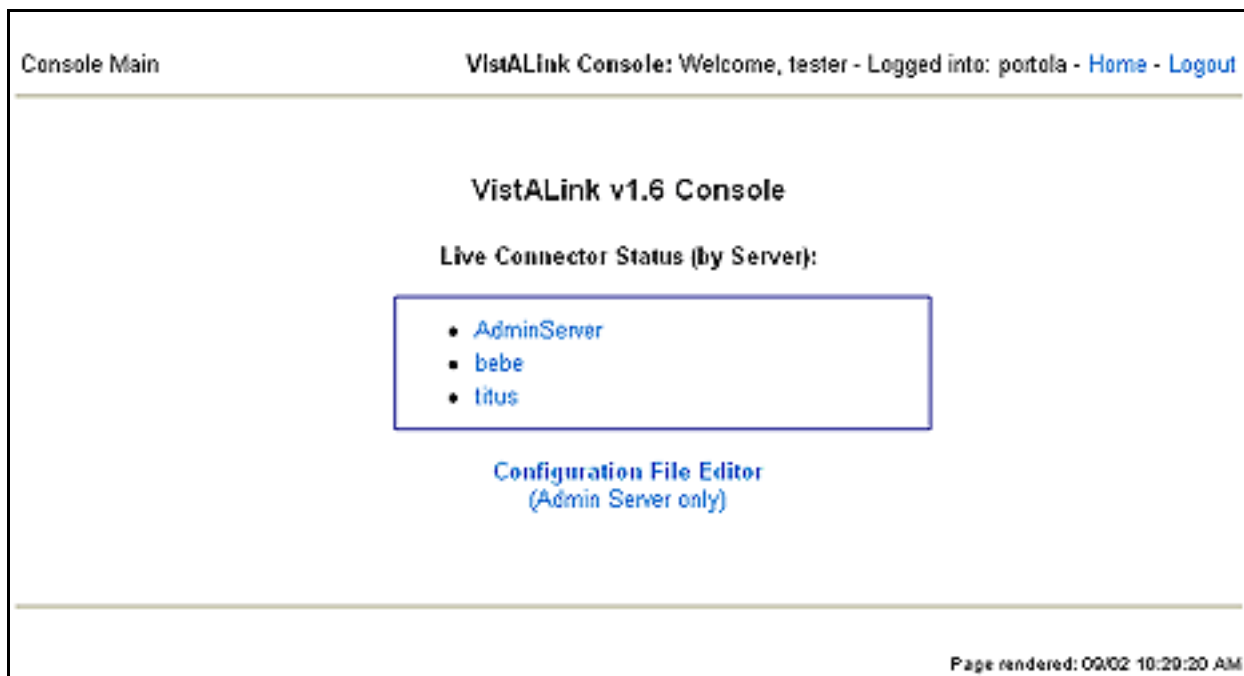 Console Main VistALink Console: Welcome, tester - Logged into: portola - Home - Logout
VistALink v1.6 Console
Live Connector Status (by Server):
• AdminServer
• bebe
• titus
Configuration File Editor
(Admin Server only)
Page rendered: 09/02 10:29:20 AM